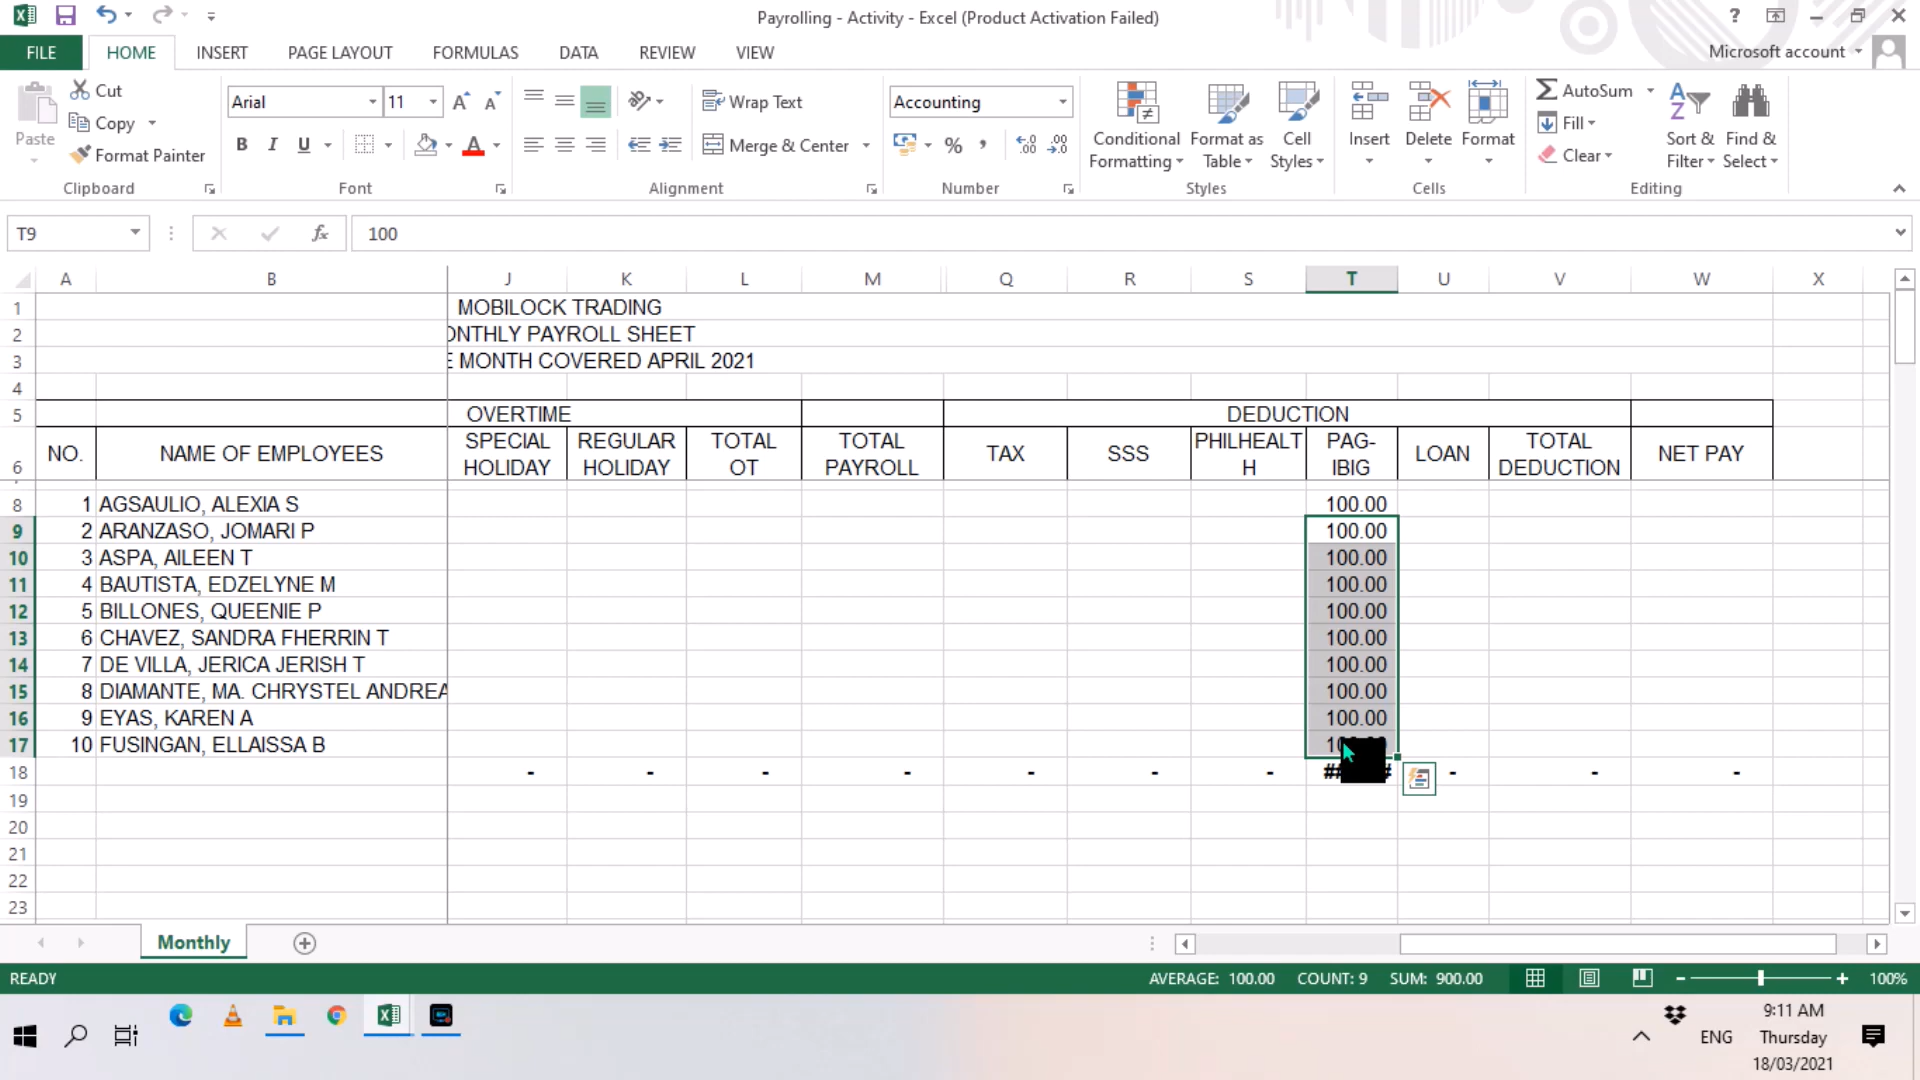 Payrolling - Activity - Excel (Product Activation Failed)
?
FILE HOME INSERT PAGE LAYOUT FORMULAS DATA REVIEW VIEW Microsoft account
Paste
Cut
Copy
Format Painter
Clipboard
Arial 11
B I U A
Font
Wrap Text
Merge & Center
Alignment
Accounting
% ,
Number
Conditional Formatting
Format as Table
Cell Styles
Styles
Insert Delete Format
Cells
AutoSum
Fill
Clear
Sort & Filter
Find & Select
Editing
T9 fx 100
A B J K L M Q R S T U V W X
1 MOBILOCK TRADING
2 ONTHLY PAYROLL SHEET
3 E MONTH COVERED APRIL 2021
4
5 OVERTIME DEDUCTION
6 NO. NAME OF EMPLOYEES SPECIAL HOLIDAY REGULAR HOLIDAY TOTAL OT TOTAL PAYROLL TAX SSS PHILHEALTH PAG-IBIG LOAN TOTAL DEDUCTION NET PAY
8 1 AGSAULIO, ALEXIA S 100.00
9 2 ARANZASO, JOMARI P 100.00
10 3 ASPA, AILEEN T 100.00
11 4 BAUTISTA, EDZELYNE M 100.00
12 5 BILLONES, QUEENIE P 100.00
13 6 CHAVEZ, SANDRA FHERRIN T 100.00
14 7 DE VILLA, JERICA JERISH T 100.00
15 8 DIAMANTE, MA. CHRYSTEL ANDREA 100.00
16 9 EYAS, KAREN A 100.00
17 10 FUSINGAN, ELLAISSA B
18 - - - - - - - - - -
19
20
21
22
23
Monthly
READY AVERAGE: 100.00 COUNT: 9 SUM: 900.00 100%
9:11 AM
ENG Thursday
18/03/2021